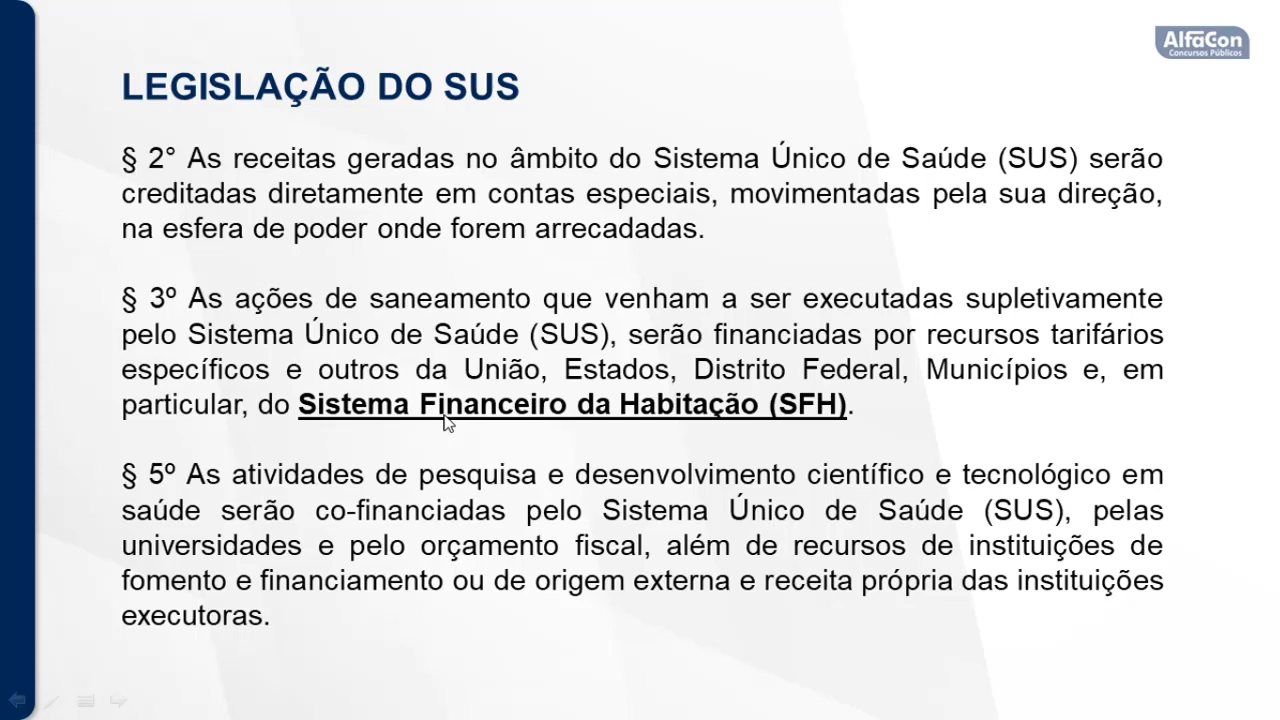 AlfaCon
Concursos Públicos
LEGISLAÇÃO DO SUS
§ 2° As receitas geradas no âmbito do Sistema Único de Saúde (SUS) serão
creditadas diretamente em contas especiais, movimentadas pela sua direção,
na esfera de poder onde forem arrecadadas.
§ 3º As ações de saneamento que venham a ser executadas supletivamente
pelo Sistema Único de Saúde (SUS), serão financiadas por recursos tarifários
específicos e outros da União, Estados, Distrito Federal, Municípios e, em
particular, do Sistema Financeiro da Habitação (SFH).
§ 5º As atividades de pesquisa e desenvolvimento científico e tecnológico em
saúde serão co-financiadas pelo Sistema Único de Saúde (SUS), pelas
universidades e pelo orçamento fiscal, além de recursos de instituições de
fomento e financiamento ou de origem externa e receita própria das instituições
executoras.